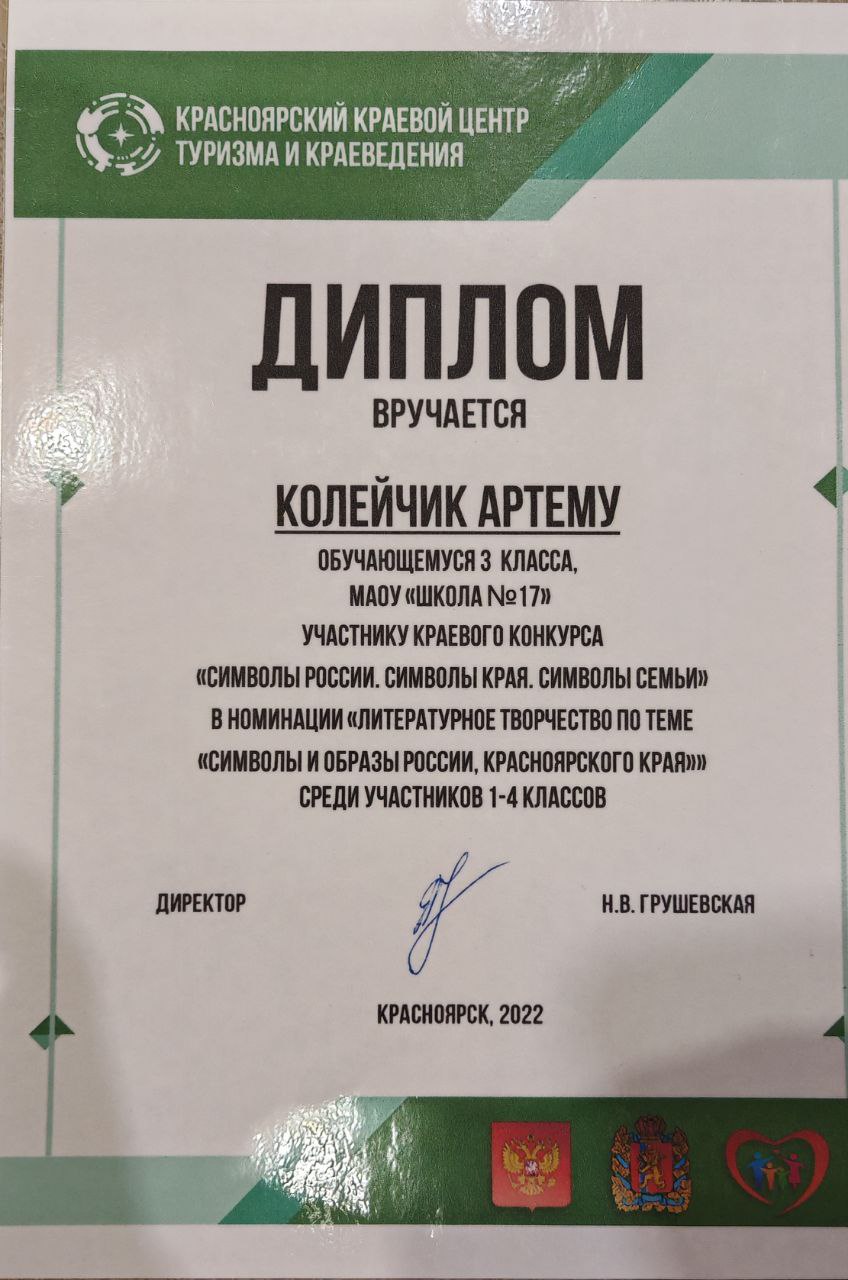 КРАСНОЯРСКИЙ КРАЕВОЙ ЦЕНТР
ТУРИЗМА И КРАЕВЕДЕНИЯ
ДИПЛОМ
ВРУЧАЕТСЯ
КОЛЕЙЧИК АРТЕМУ
ОБУЧАЮЩЕМУСЯ 3 КЛАССА,
МАОУ «ШКОЛА №17»
УЧАСТНИКУ КРАЕВОГО КОНКУРСА
«СИМВОЛЫ РОССИИ. СИМВОЛЫ КРАЯ. СИМВОЛЫ СЕМЬИ»
В НОМИНАЦИИ «ЛИТЕРАТУРНОЕ ТВОРЧЕСТВО ПО ТЕМЕ
«СИМВОЛЫ И ОБРАЗЫ РОССИИ, КРАСНОЯРСКОГО КРАЯ»»
СРЕДИ УЧАСТНИКОВ 1-4 КЛАССОВ
ДИРЕКТОР Н.В. ГРУШЕВСКАЯ
КРАСНОЯРСК, 2022